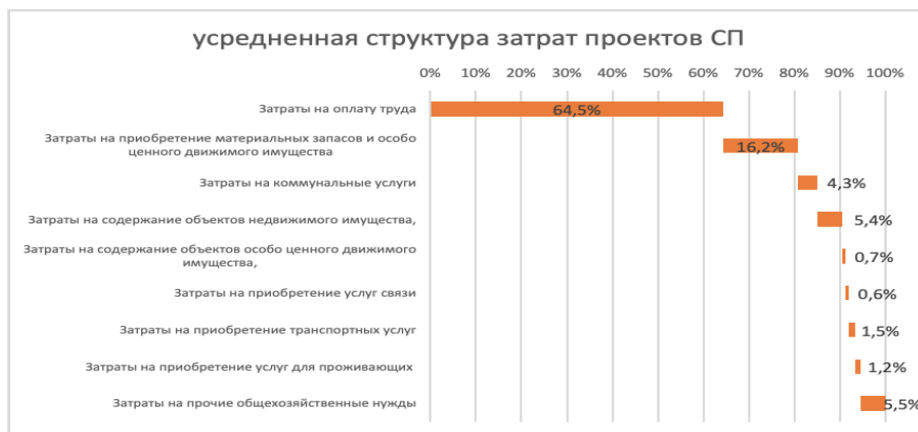 усредненная структура затрат проектов СП
0% 10% 20% 30% 40% 50% 60% 70% 80% 90% 100%
Затраты на оплату труда
64,5%
Затраты на приобретение материальных запасов и особо
ценного движимого имущества
16,2%
Затраты на коммунальные услуги
4,3%
Затраты на содержание объектов недвижимого имущества,
5,4%
Затраты на содержание объектов особо ценного движимого
имущества,
0,7%
Затраты на приобретение услуг связи
0,6%
Затраты на приобретение транспортных услуг
1,5%
Затраты на приобретение услуг для проживающих
1,2%
Затраты на прочие общехозяйственные нужды
5,5%